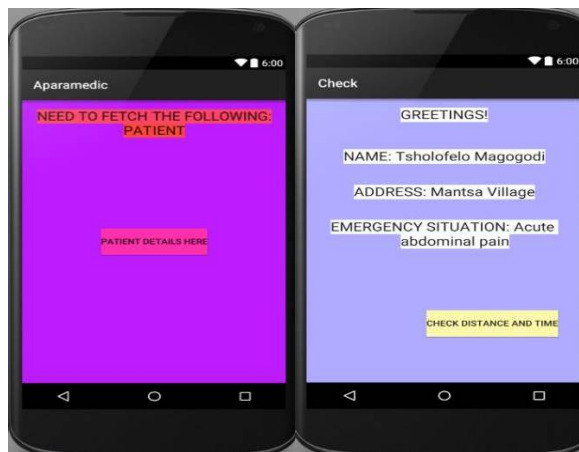 6:00
Aparamedic
NEED TO FETCH THE FOLLOWING:
PATIENT
PATIENT DETAILS HERE
6:00
Check
GREETINGS!
NAME: Tsholofelo Magogodi
ADDRESS: Mantsa Village
EMERGENCY SITUATION: Acute
abdominal pain
CHECK DISTANCE AND TIME